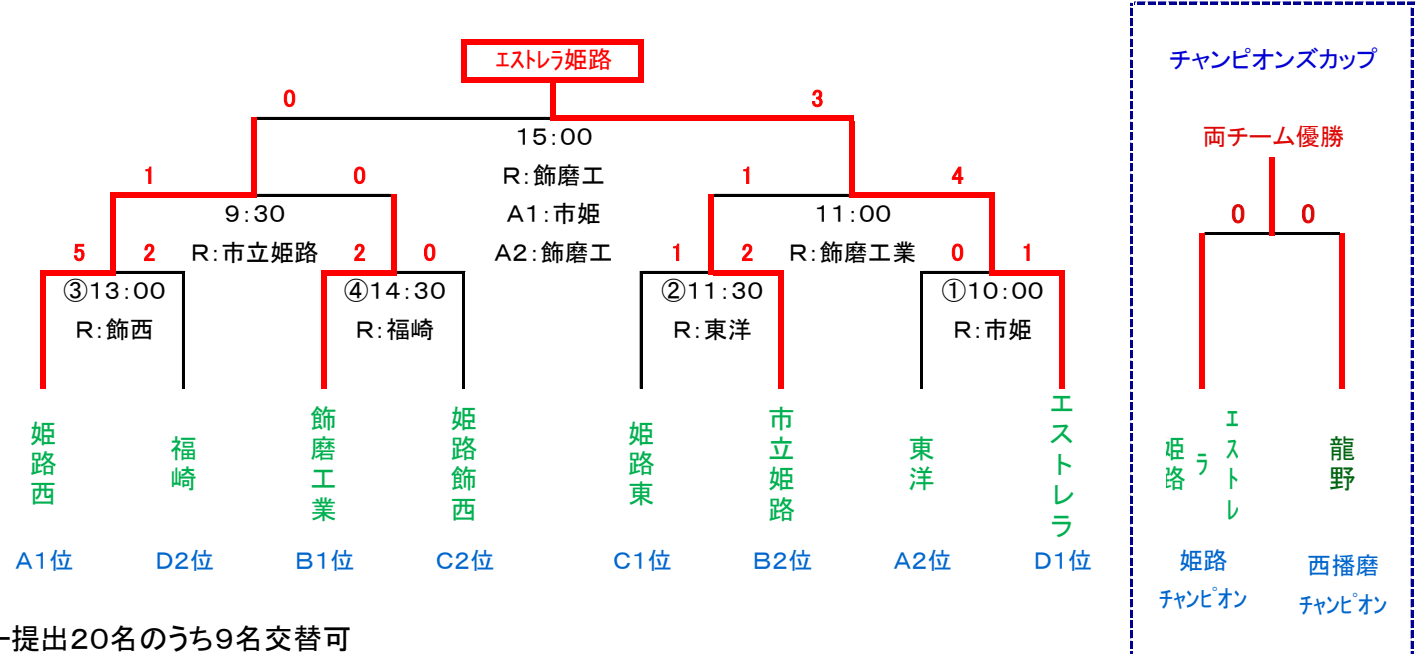 エストレラ姫路
0
3
15:00
R:飾磨工
A1:市姫
A2:飾磨工
1
0
9:30
R:市立姫路
1
4
11:00
R:飾磨工業
5
2
③13:00
R:飾西
2
0
④14:30
R:福崎
1
2
②11:30
R:東洋
0
1
①10:00
R:市姫
姫路西
福崎
飾磨工業
姫路飾西
姫路東
市立姫路
東洋
エストレラ
A1位
D2位
B1位
C2位
C1位
B2位
A2位
D1位
ー提出20名のうち9名交替可
チャンピオンズカップ
両チーム優勝
0
0
エストレ
ラ
姫路
龍野
姫路
チャンピオン
西播磨
チャンピオン